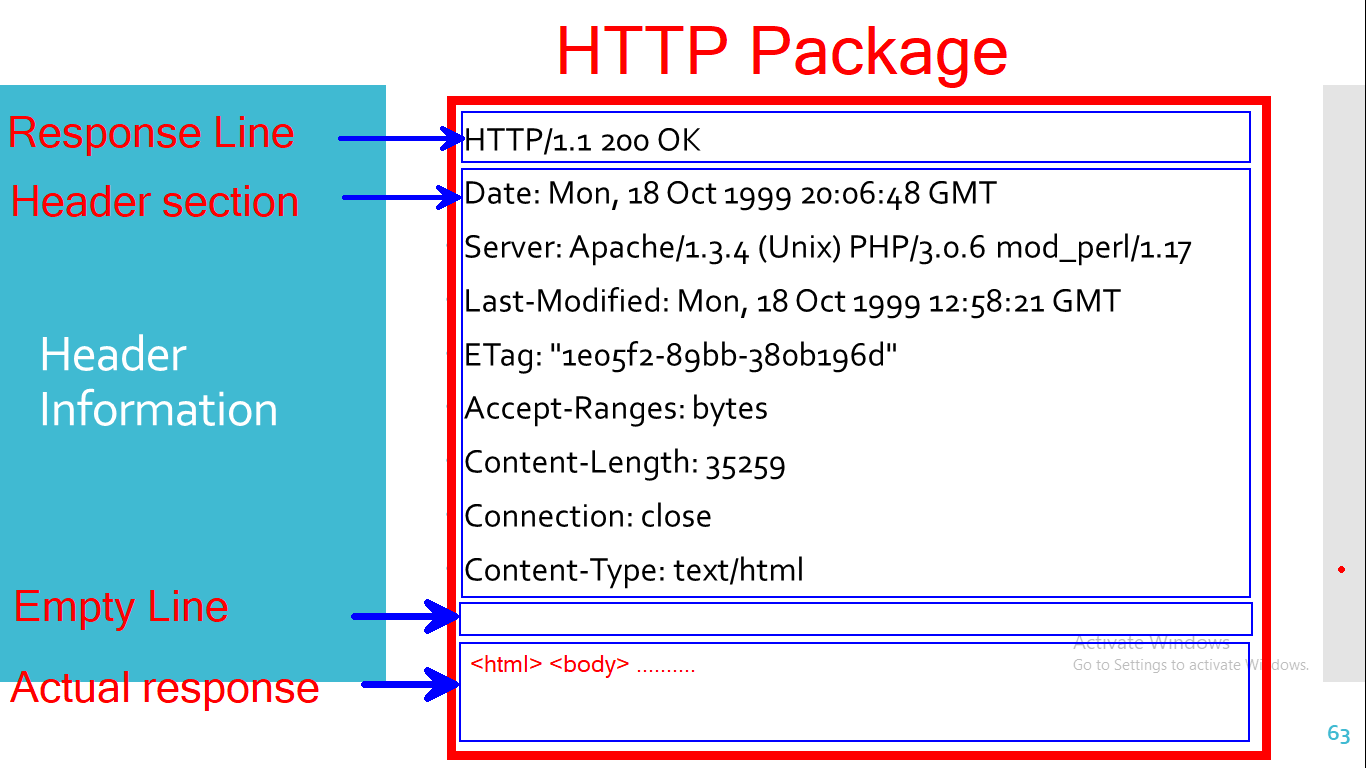 HTTP Package
Response Line
HTTP/1.1 200 OK
Header section
Date: Mon, 18 Oct 1999 20:06:48 GMT
Server: Apache/1.3.4 (Unix) PHP/3.0.6 mod_perl/1.17
Last-Modified: Mon, 18 Oct 1999 12:58:21 GMT
ETag: "1e05f2-89bb-380b196d"
Accept-Ranges: bytes
Content-Length: 35259
Connection: close
Content-Type: text/html
Header
Information
Empty Line
Actual response
<html> <body> ..........
Activate Windows
Go to Settings to activate Windows.
63